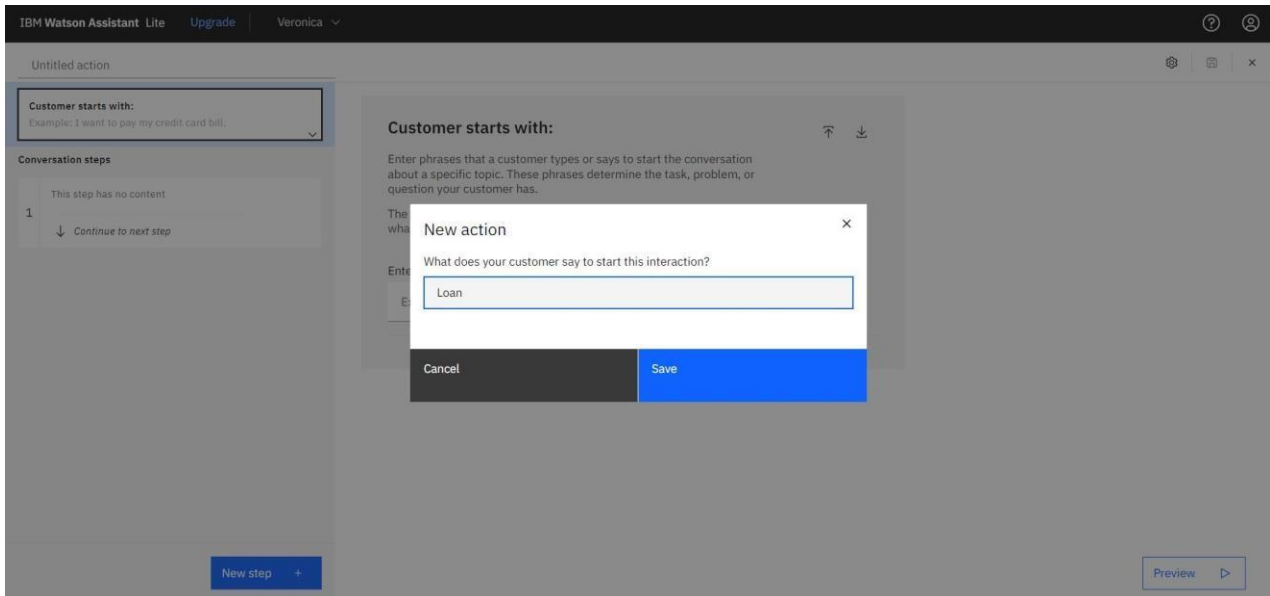 IBM Watson Assistant Lite Upgrade Veronica
Untitled action
Customer starts with:
Example: I want to pay my credit card bill.
Conversation steps
1
This step has no content
Continue to next step
New step +
Customer starts with:
Enter phrases that a customer types or says to start the conversation
about a specific topic. These phrases determine the task, problem, or
question your customer has.
The
wha
Ente
E
New action
What does your customer say to start this interaction?
Loan
Cancel
Save
Preview